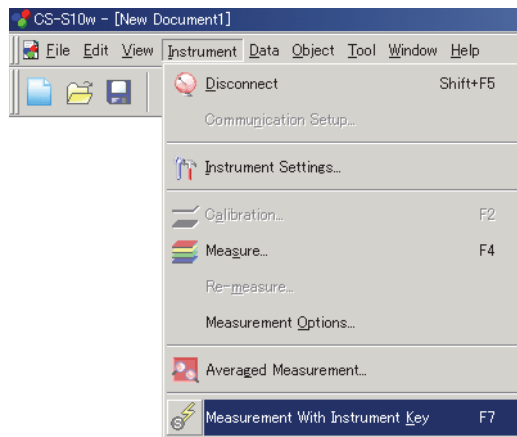 CS-S10w - [New Document1]
File Edit View Instrument Data Object Tool Window Help
Disconnect Shift+F5
Communication Setup...
Instrument Settings...
Calibration... F2
Measure... F4
Re-measure...
Measurement Options...
Averaged Measurement...
Measurement With Instrument Key F7